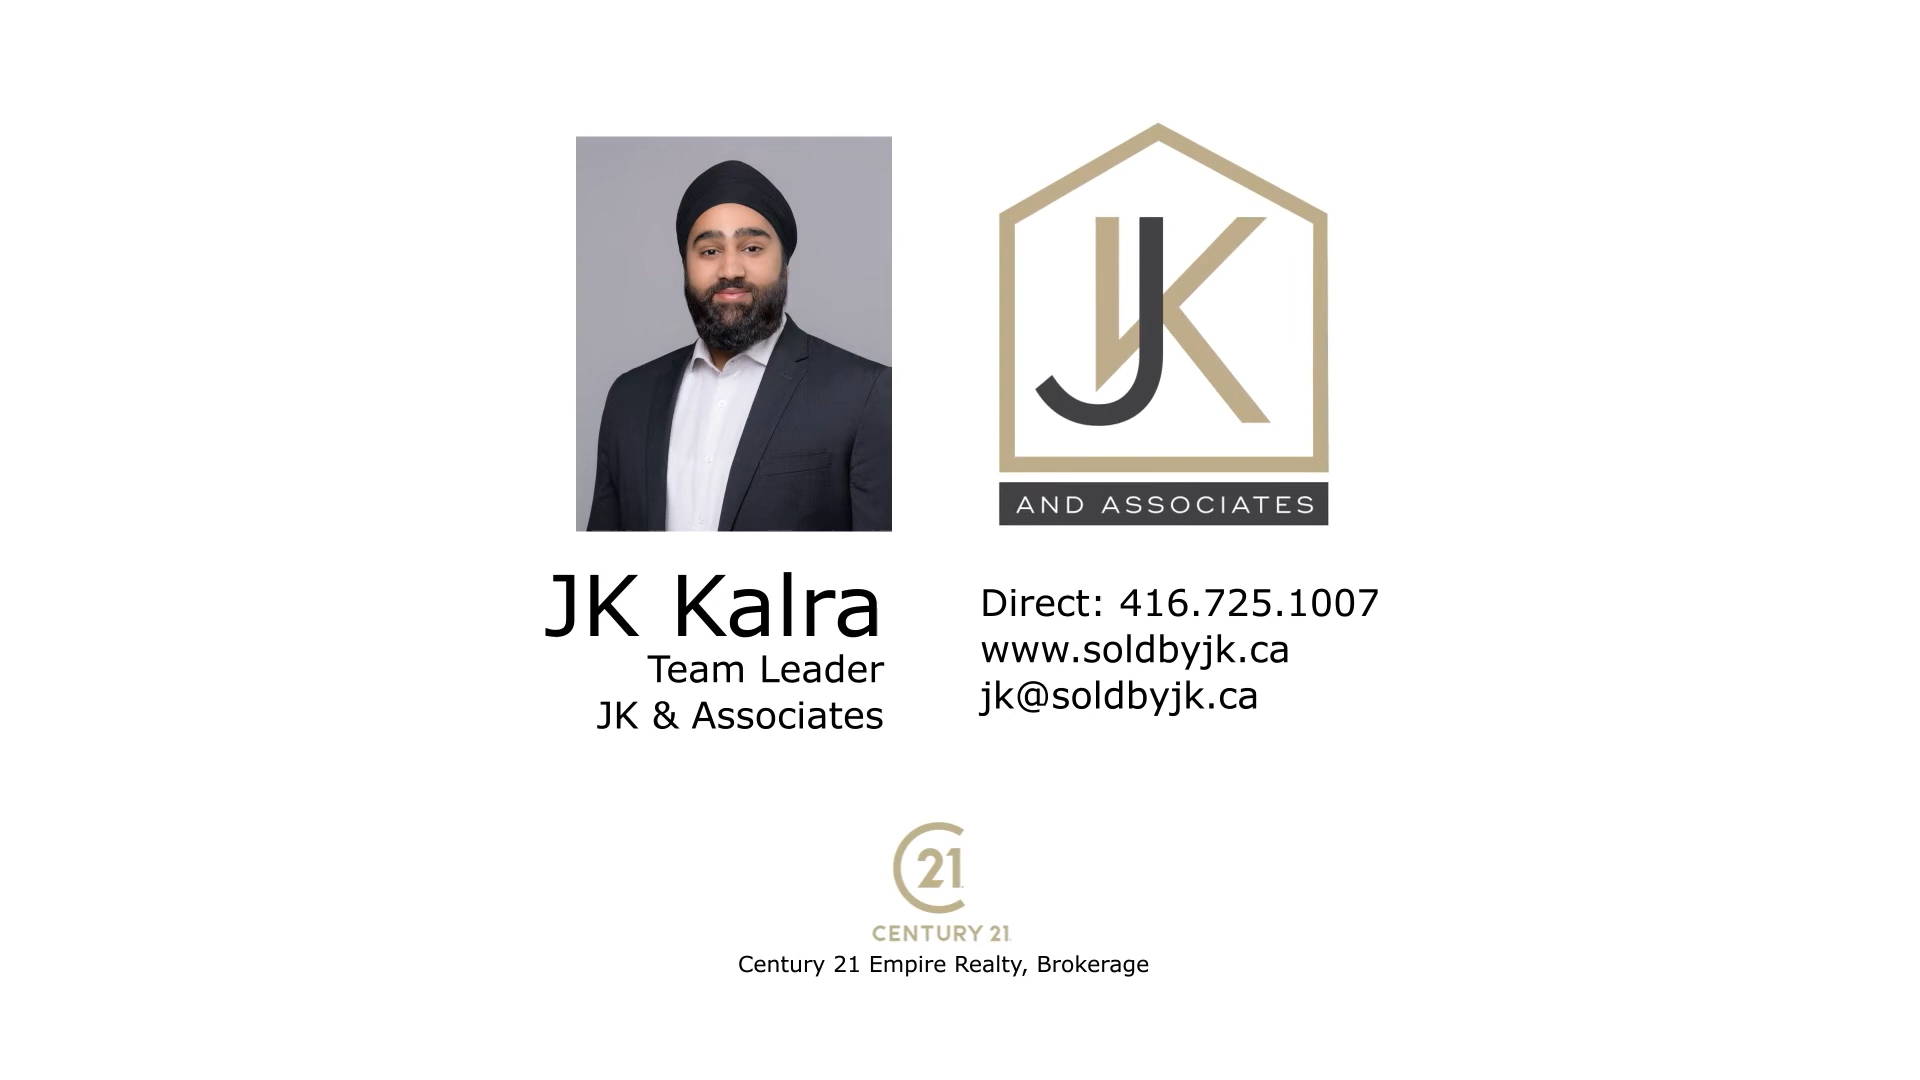 JK
AND ASSOCIATES
JK Kalra
Team Leader
JK & Associates
Direct: 416.725.1007
www.soldbyjk.ca
jk@soldbyjk.ca
21
CENTURY 21
Century 21 Empire Realty, Brokerage